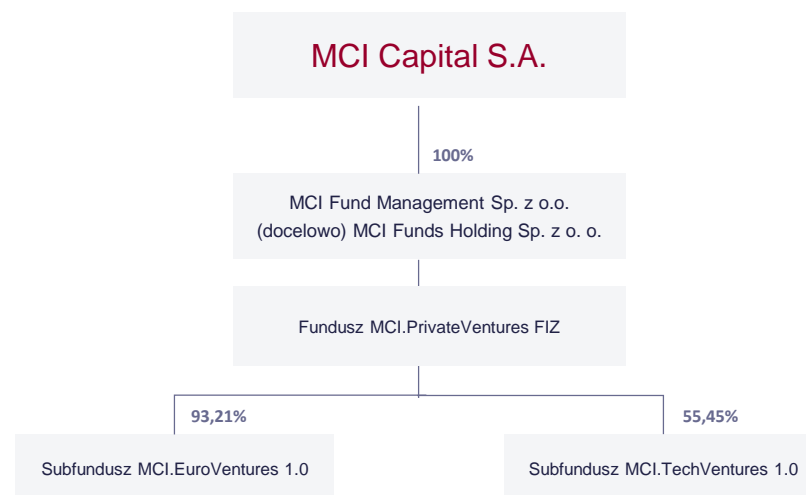 MCI Capital S.A.
100%
MCI Fund Management Sp. z o.o.
(docelowo) MCI Funds Holding Sp. z o. o.
Fundusz MCI.PrivateVentures FIZ
93,21%
55,45%
Subfundusz MCI.EuroVentures 1.0
Subfundusz MCI.TechVentures 1.0